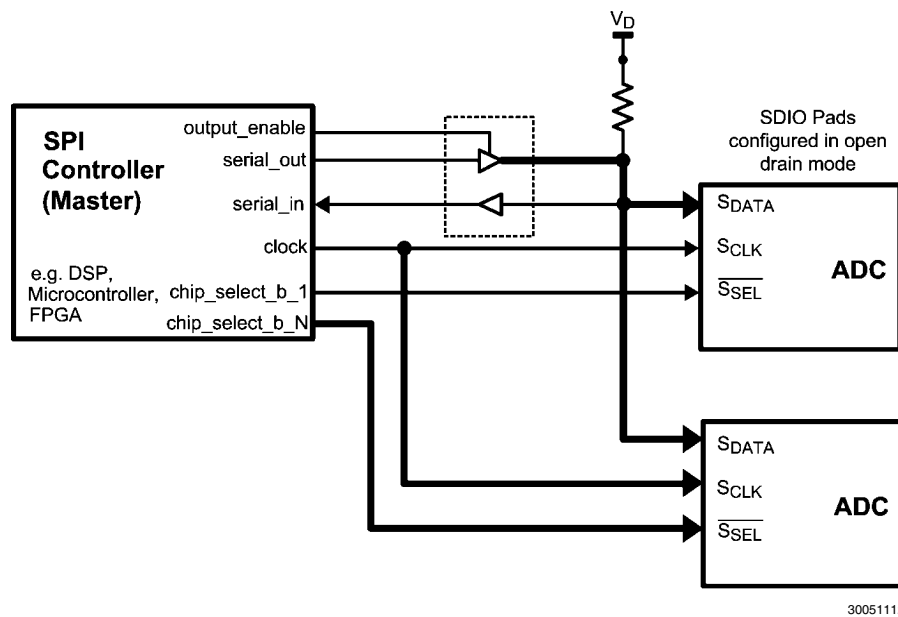 VD
SPI
Controller
(Master)
e.g. DSP,
Microcontroller,
FPGA
output_enable
serial_out
serial_in
clock
chip_select_b_1
chip_select_b_N
SDIO Pads
configured in open
drain mode
SDATA
SCLK
SSEL
ADC
SDATA
SCLK
SSEL
ADC
3005111